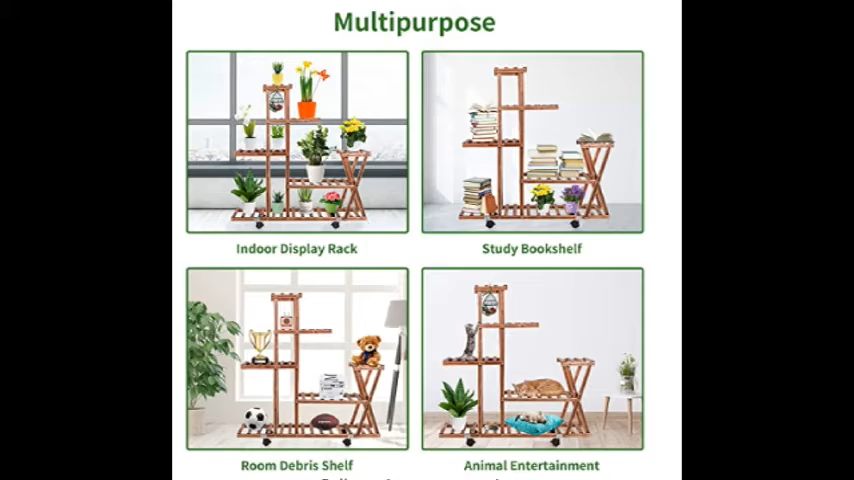 Multipurpose
Indoor Display Rack
Study Bookshelf
Room Debris Shelf
Animal Entertainment